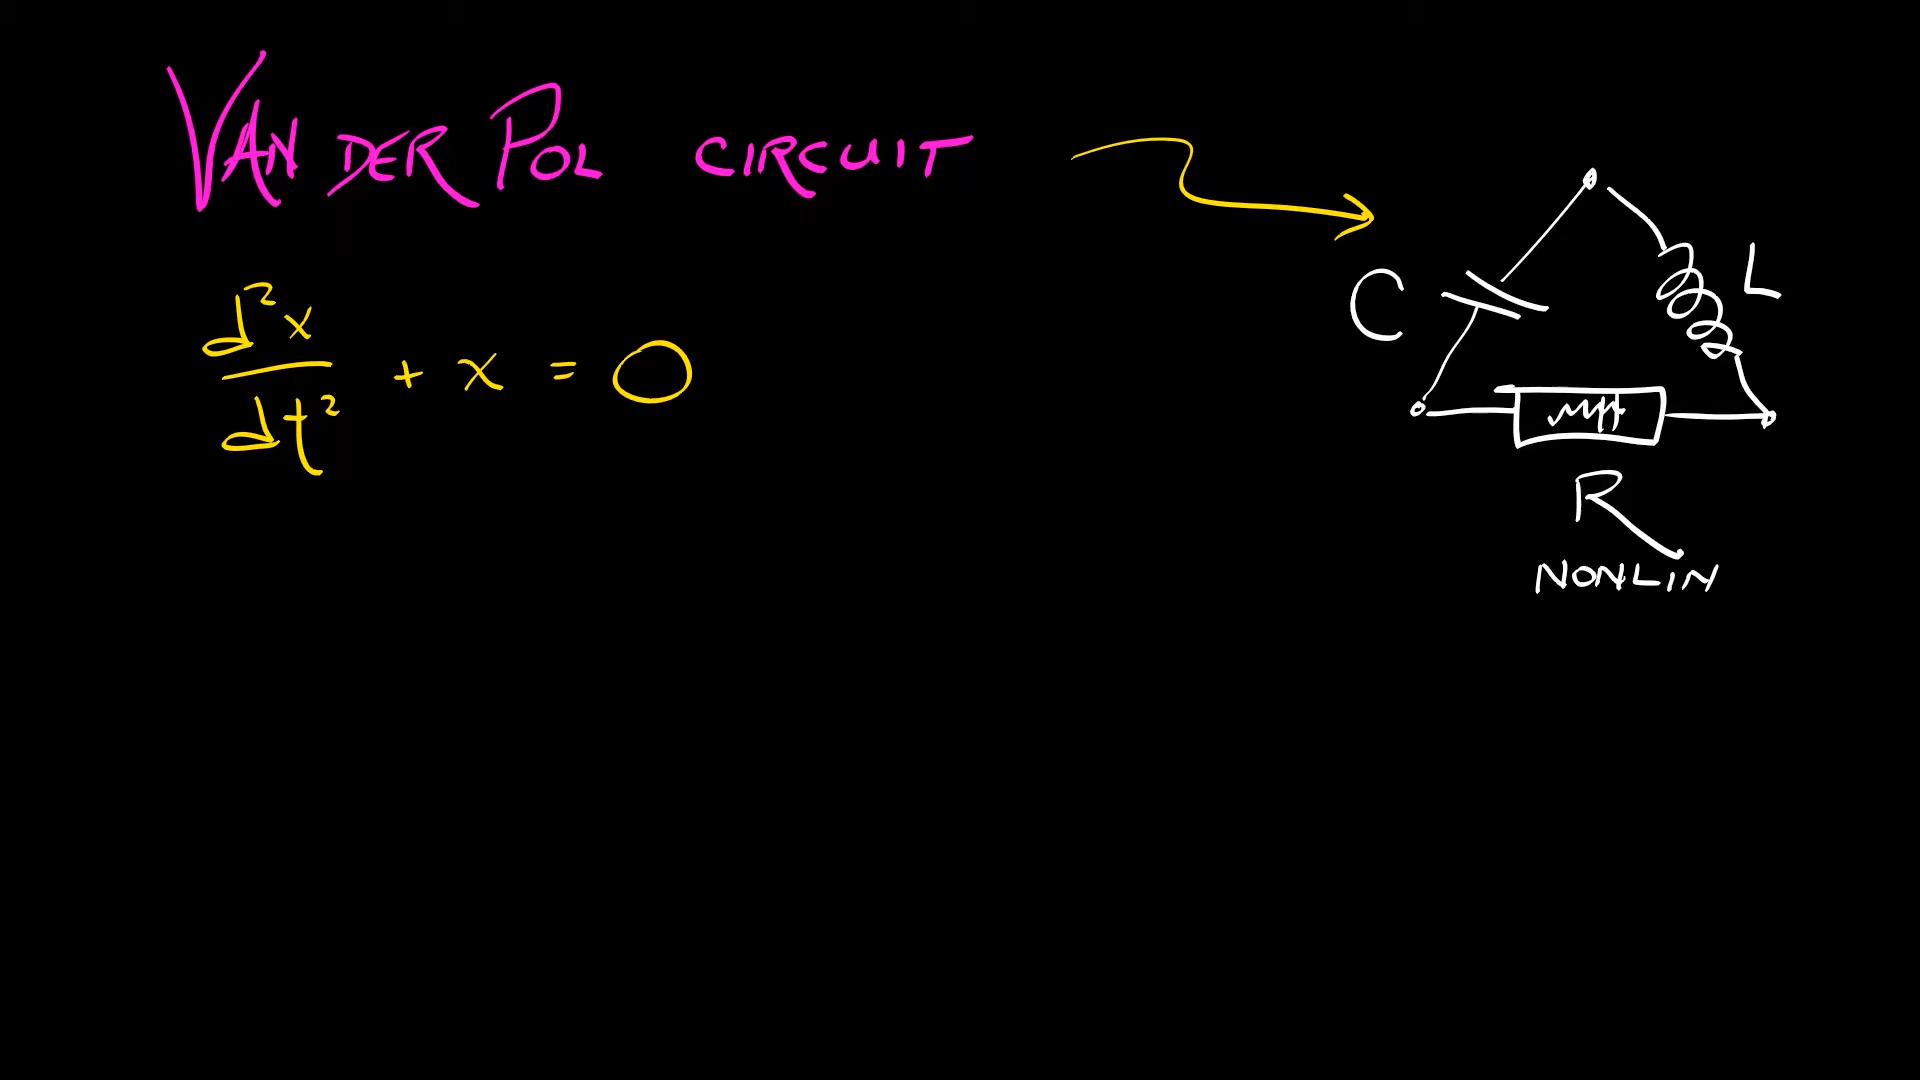 VAN DER POL CIRCUIT
d²x/dt² + x = 0
C
L
R
NONLIN